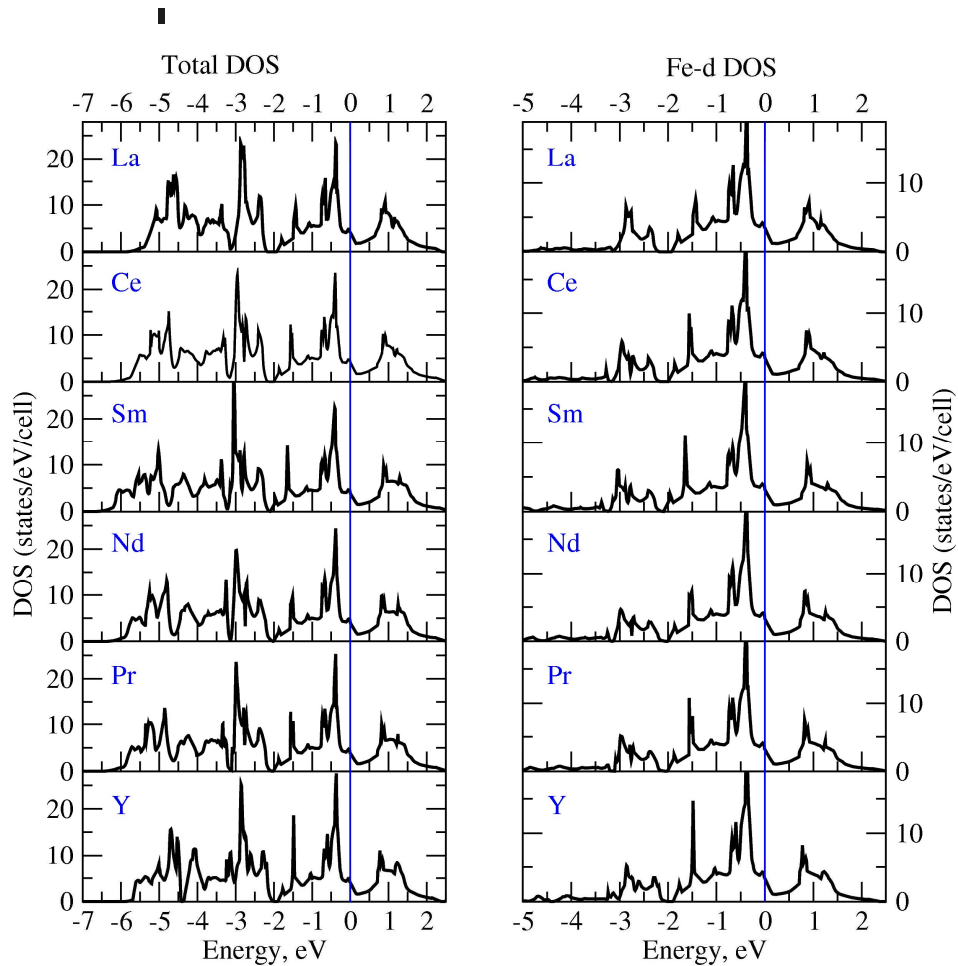 Total DOS
Fe-d DOS
-7 -6 -5 -4 -3 -2 -1 0 1 2
-5 -4 -3 -2 -1 0 1 2
La
20
10
0
La
10
0
Ce
20
10
0
Ce
10
0
Sm
20
10
0
Sm
10
0
Nd
20
10
0
Nd
10
0
Pr
20
10
0
Pr
10
0
Y
20
10
0
Y
10
0
DOS (states/eV/cell)
DOS (states/eV/cell)
-7 -6 -5 -4 -3 -2 -1 0 1 2
-5 -4 -3 -2 -1 0 1 2
Energy, eV
Energy, eV